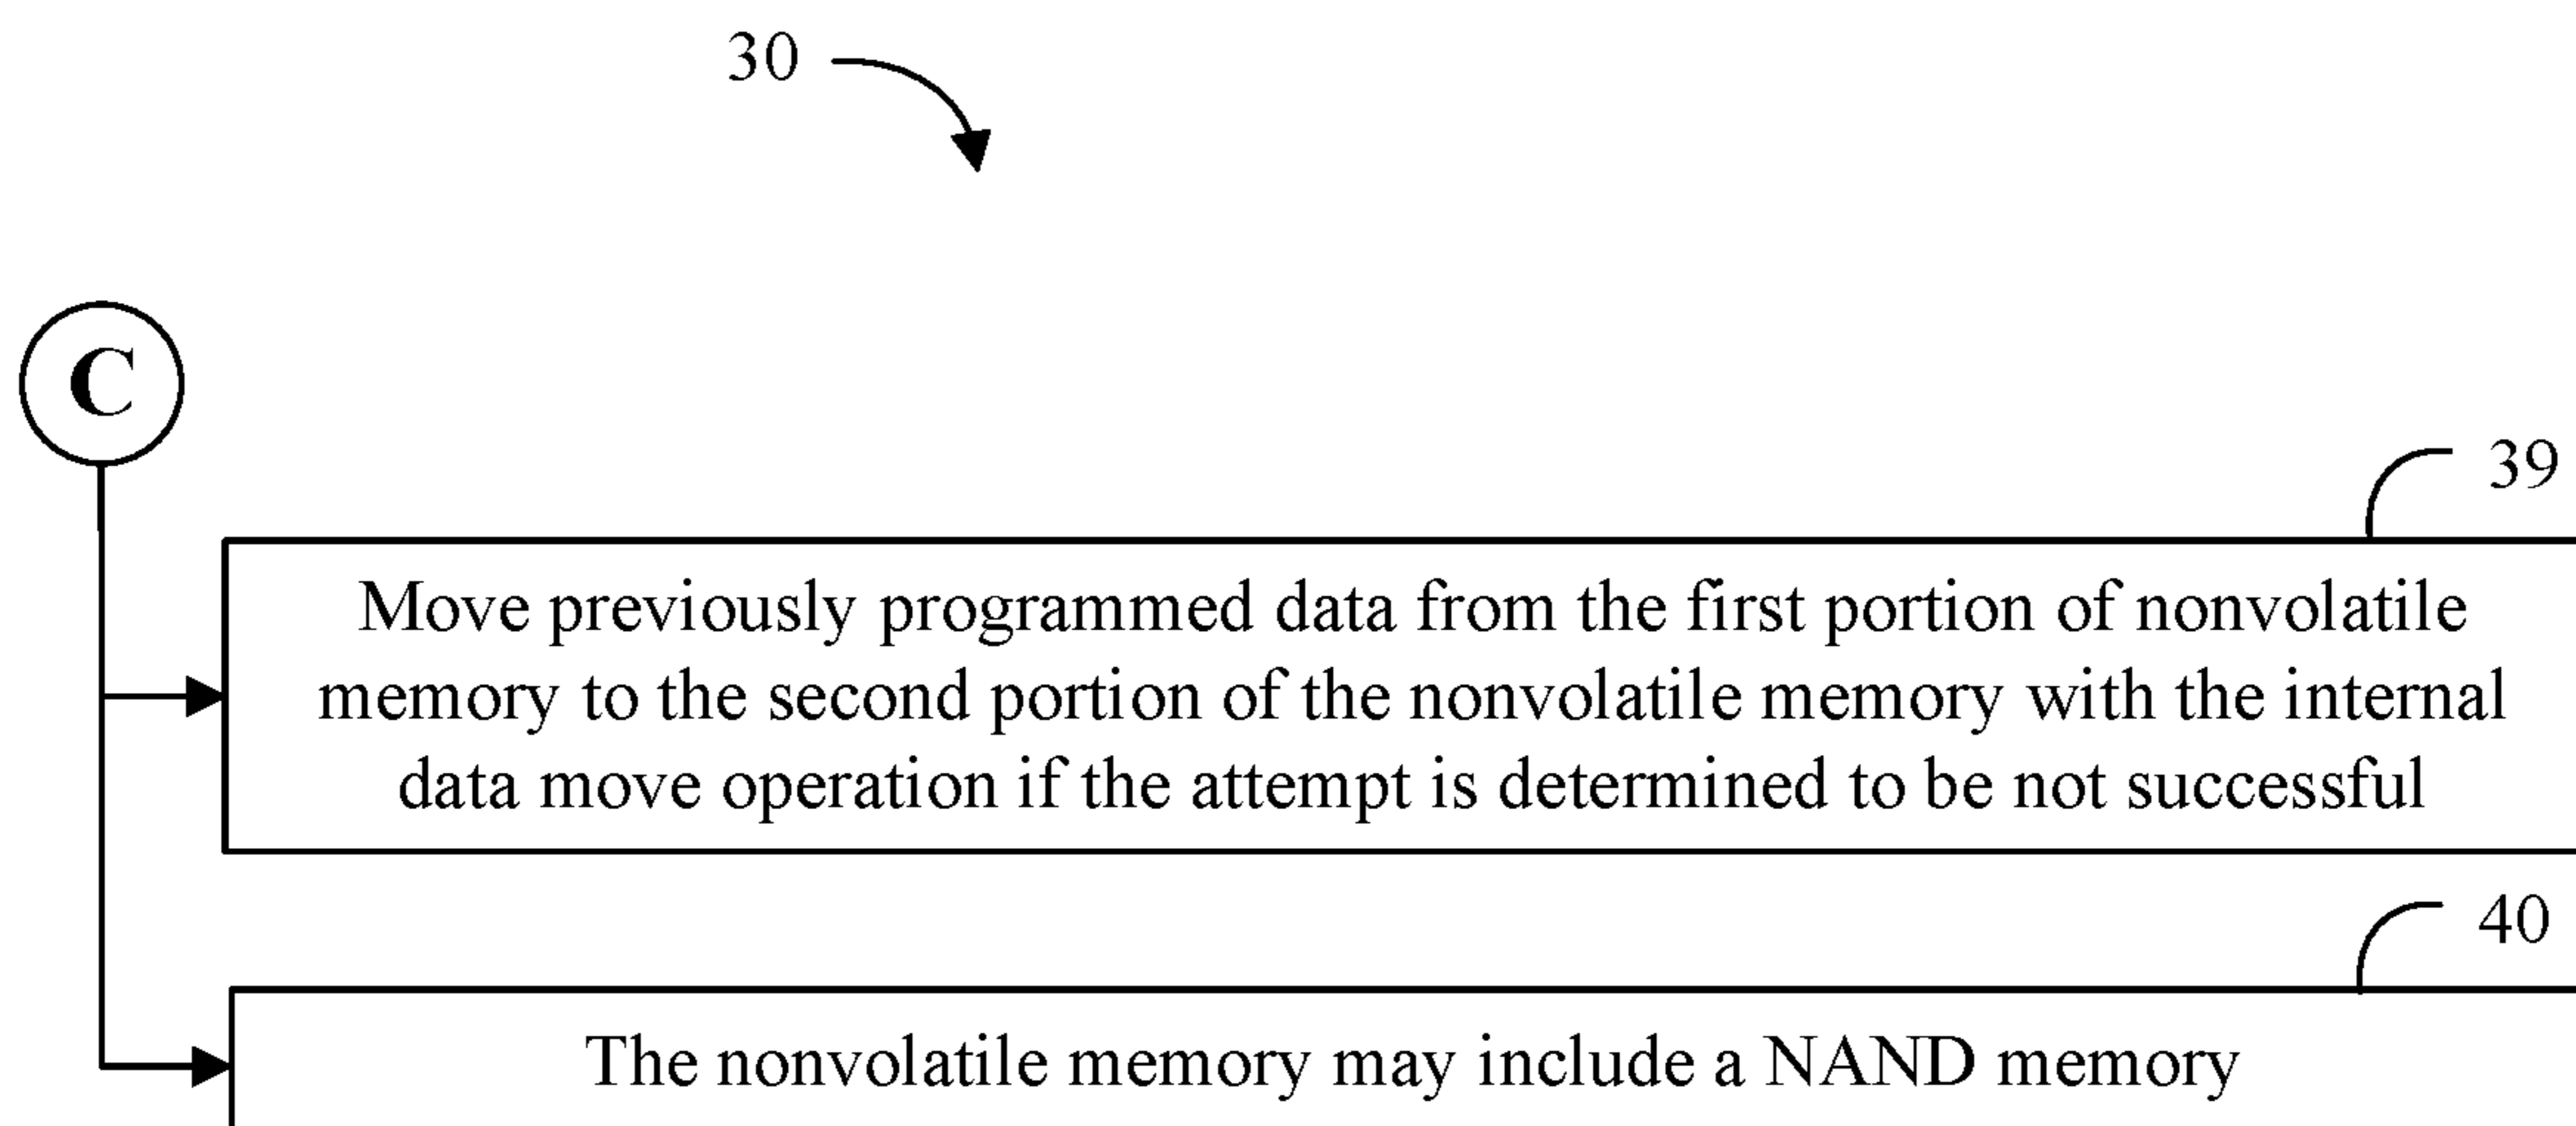 30
C
39
Move previously programmed data from the first portion of nonvolatile
memory to the second portion of the nonvolatile memory with the internal
data move operation if the attempt is determined to be not successful
40
The nonvolatile memory may include a NAND memory